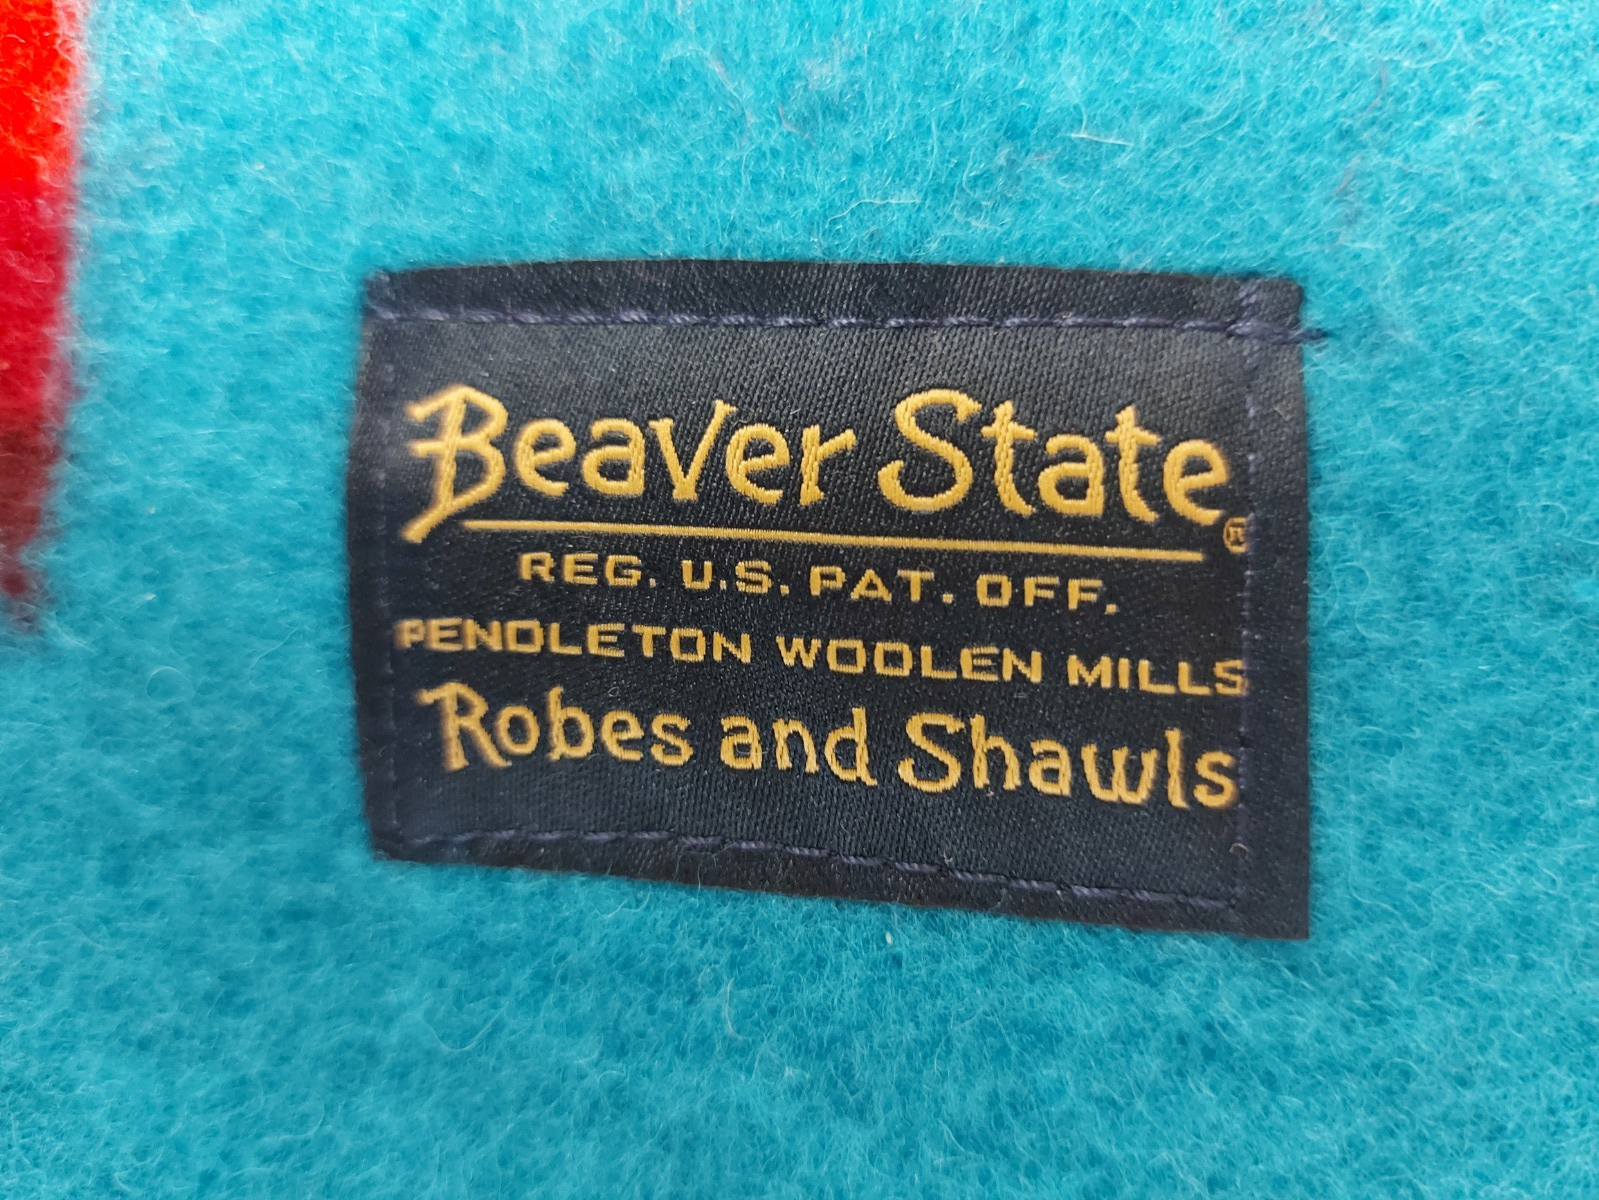 Beaver State®
REG. U.S. PAT. OFF.
PENDLETON WOOLEN MILLS
Robes and Shawls